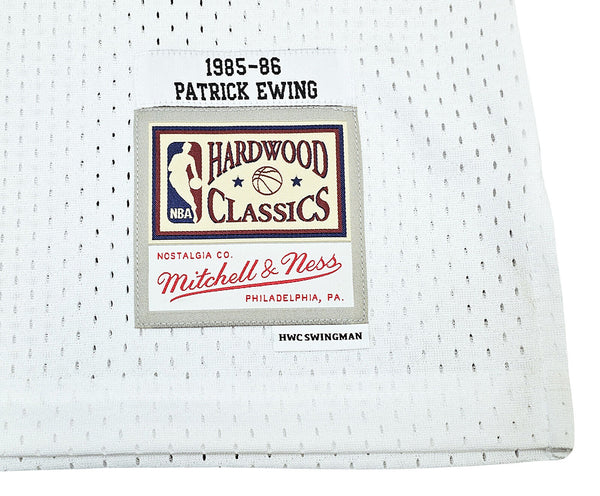 1985-86
PATRICK EWING
HARDWOOD
NBA
CLASSICS
NOSTALGIA CO.
Mitchell & Ness
PHILADELPHIA, PA.
HWC SWINGMAN